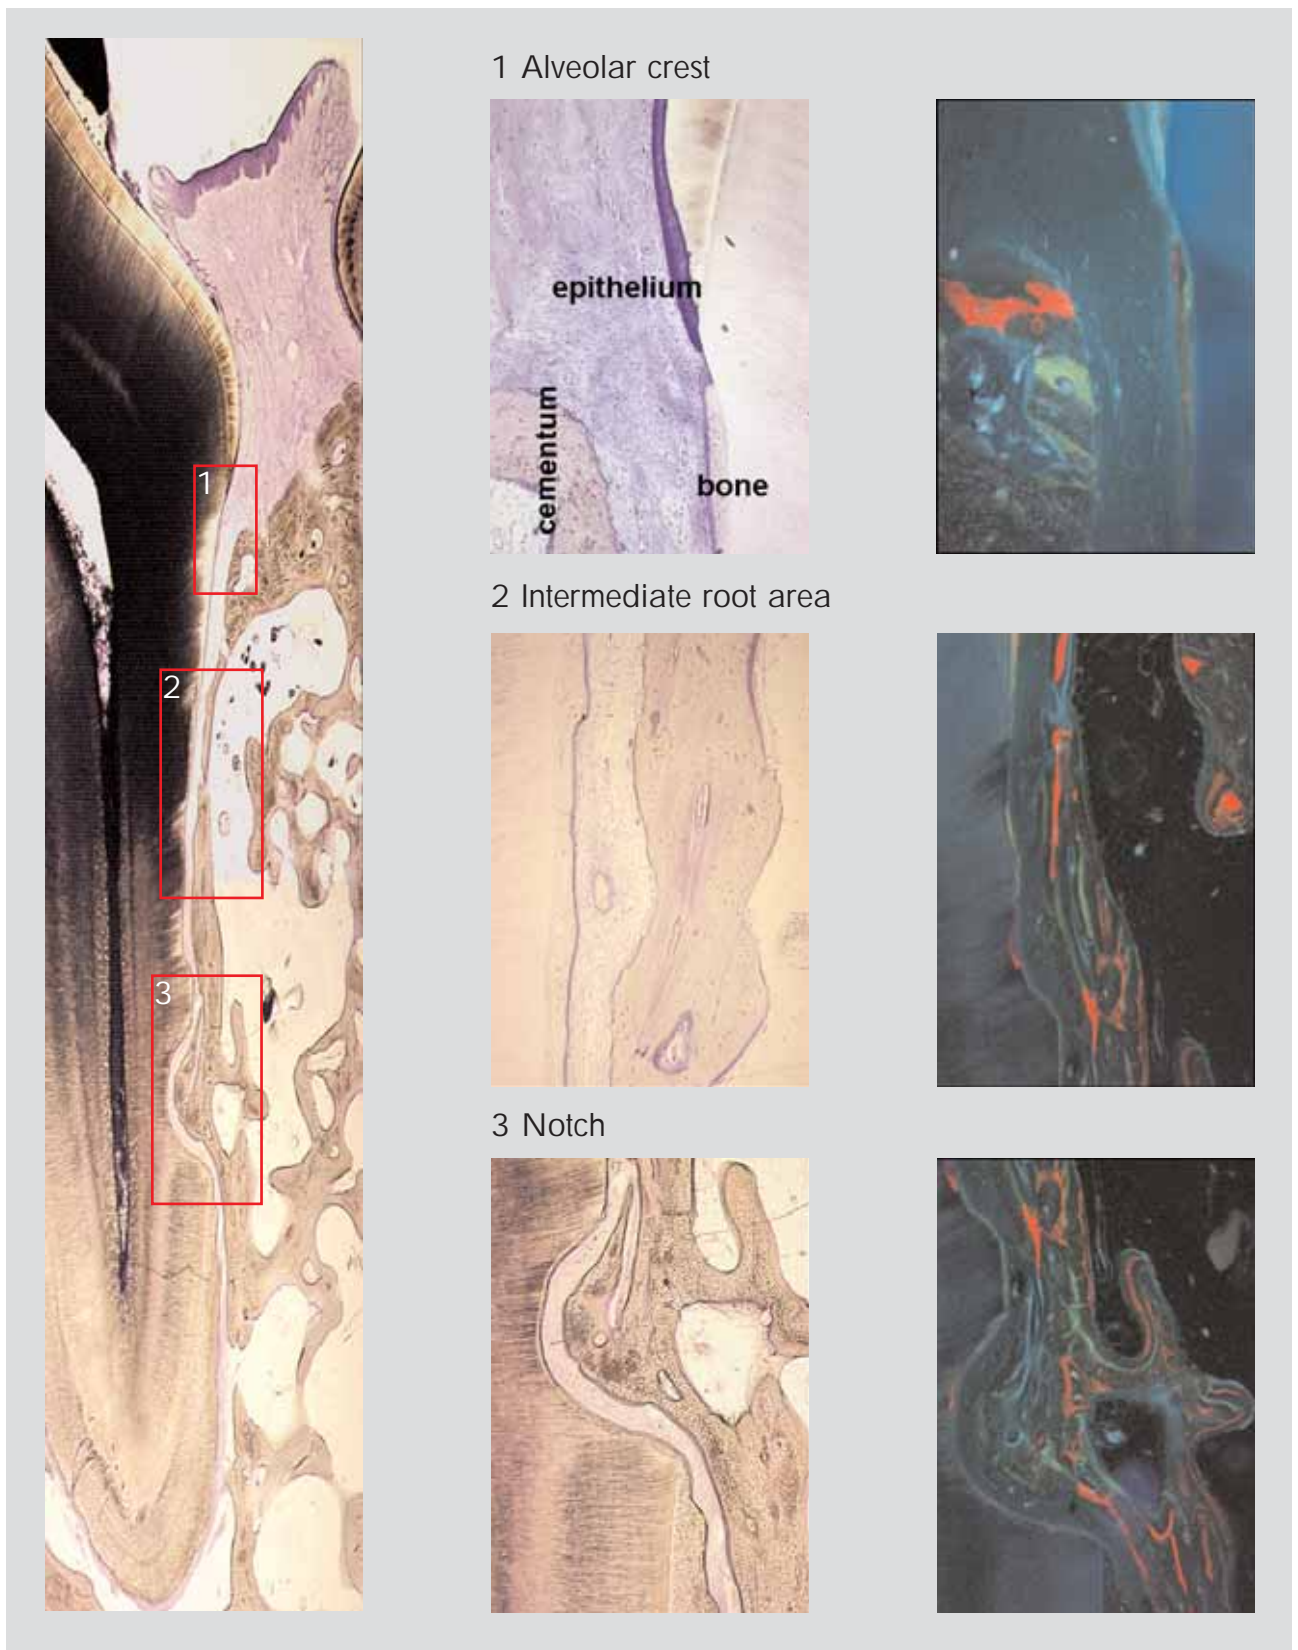 1 Alveolar crest
epithelium
cementum
bone
2 Intermediate root area
3 Notch
1
2
3